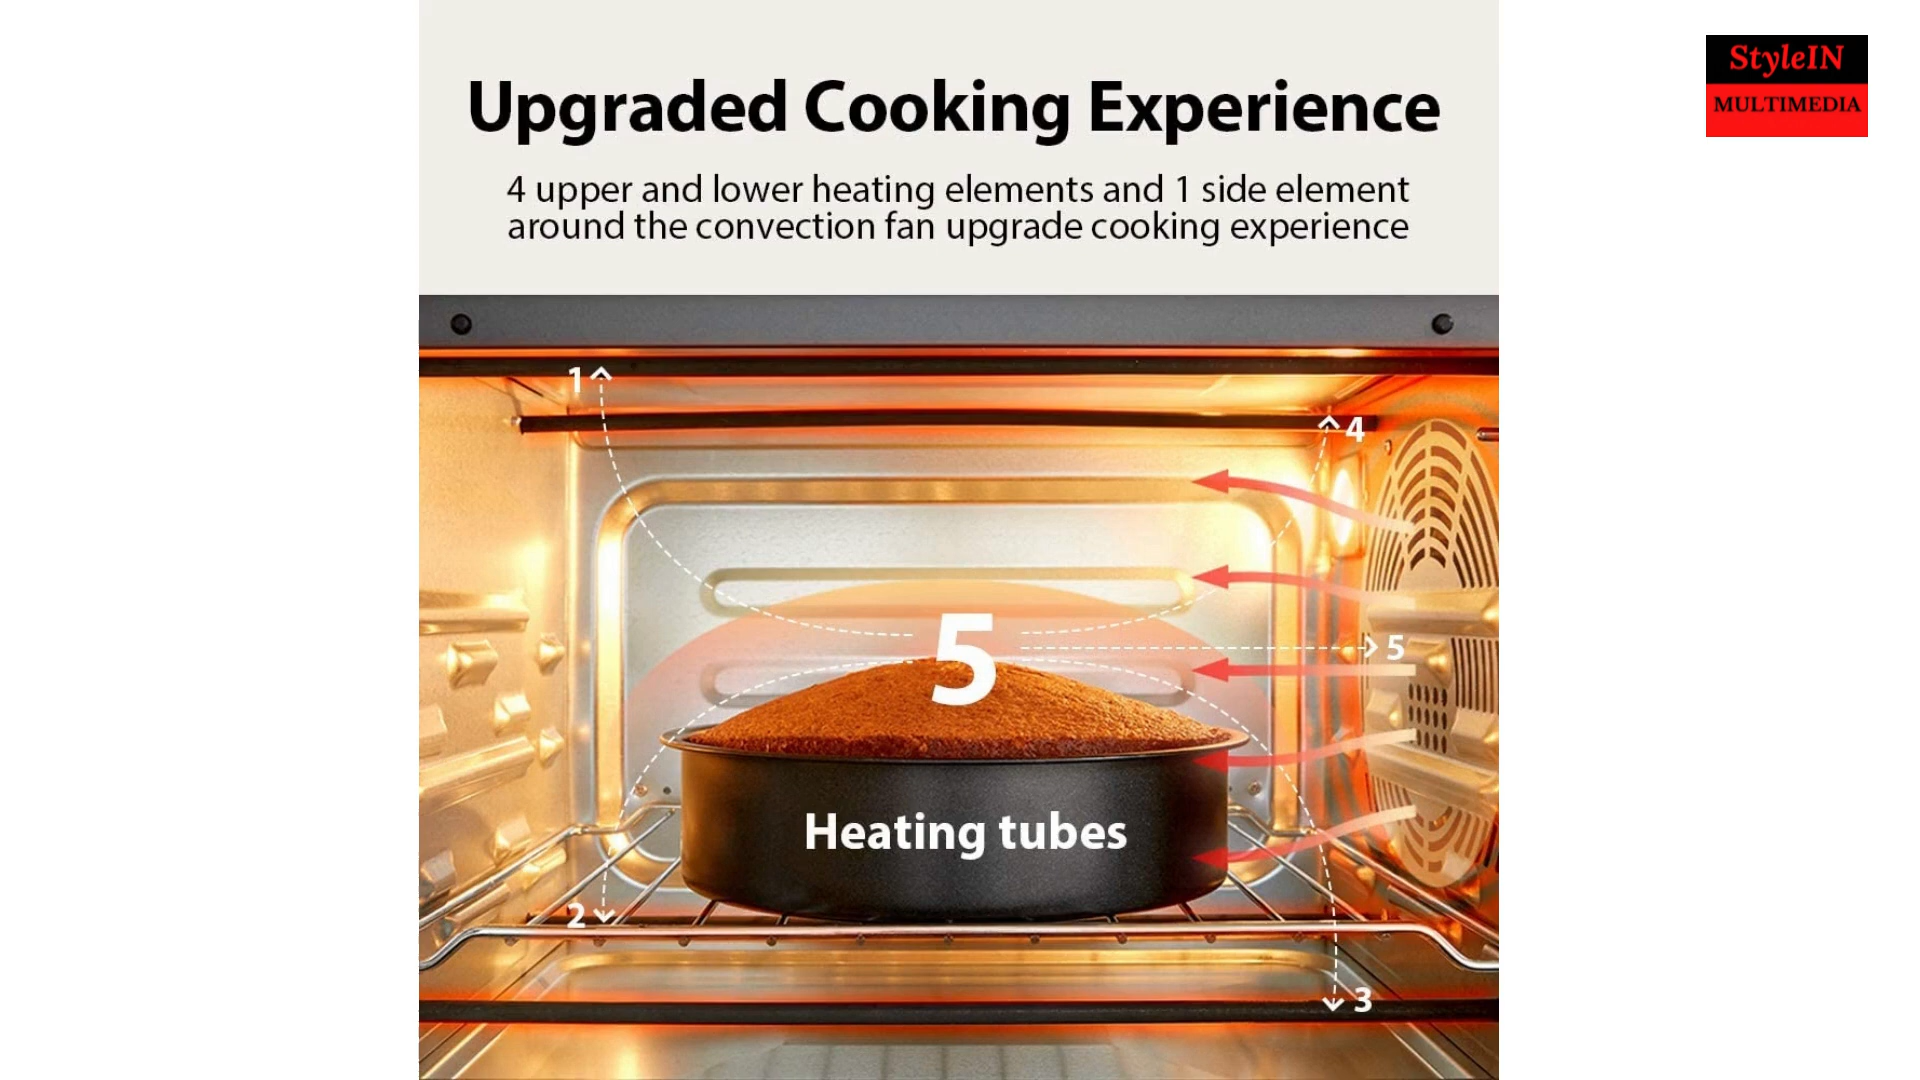 Upgraded Cooking Experience
4 upper and lower heating elements and 1 side element
around the convection fan upgrade cooking experience
StyleIN
MULTIMEDIA
1
4
5
5
Heating tubes
2
3